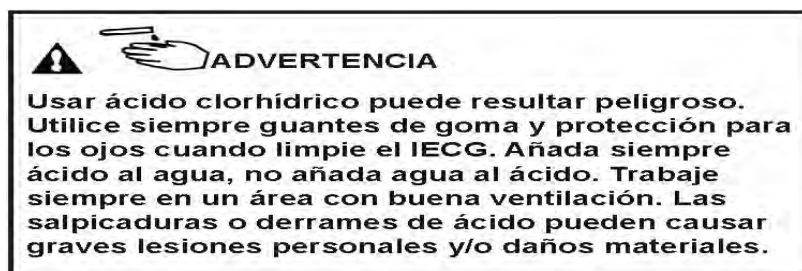 ADVERTENCIA
Usar ácido clorhídrico puede resultar peligroso.
Utilice siempre guantes de goma y protección para
los ojos cuando limpie el IECG. Añada siempre
ácido al agua, no añada agua al ácido. Trabaje
siempre en un área con buena ventilación. Las
salpicaduras o derrames de ácido pueden causar
graves lesiones personales y/o daños materiales.